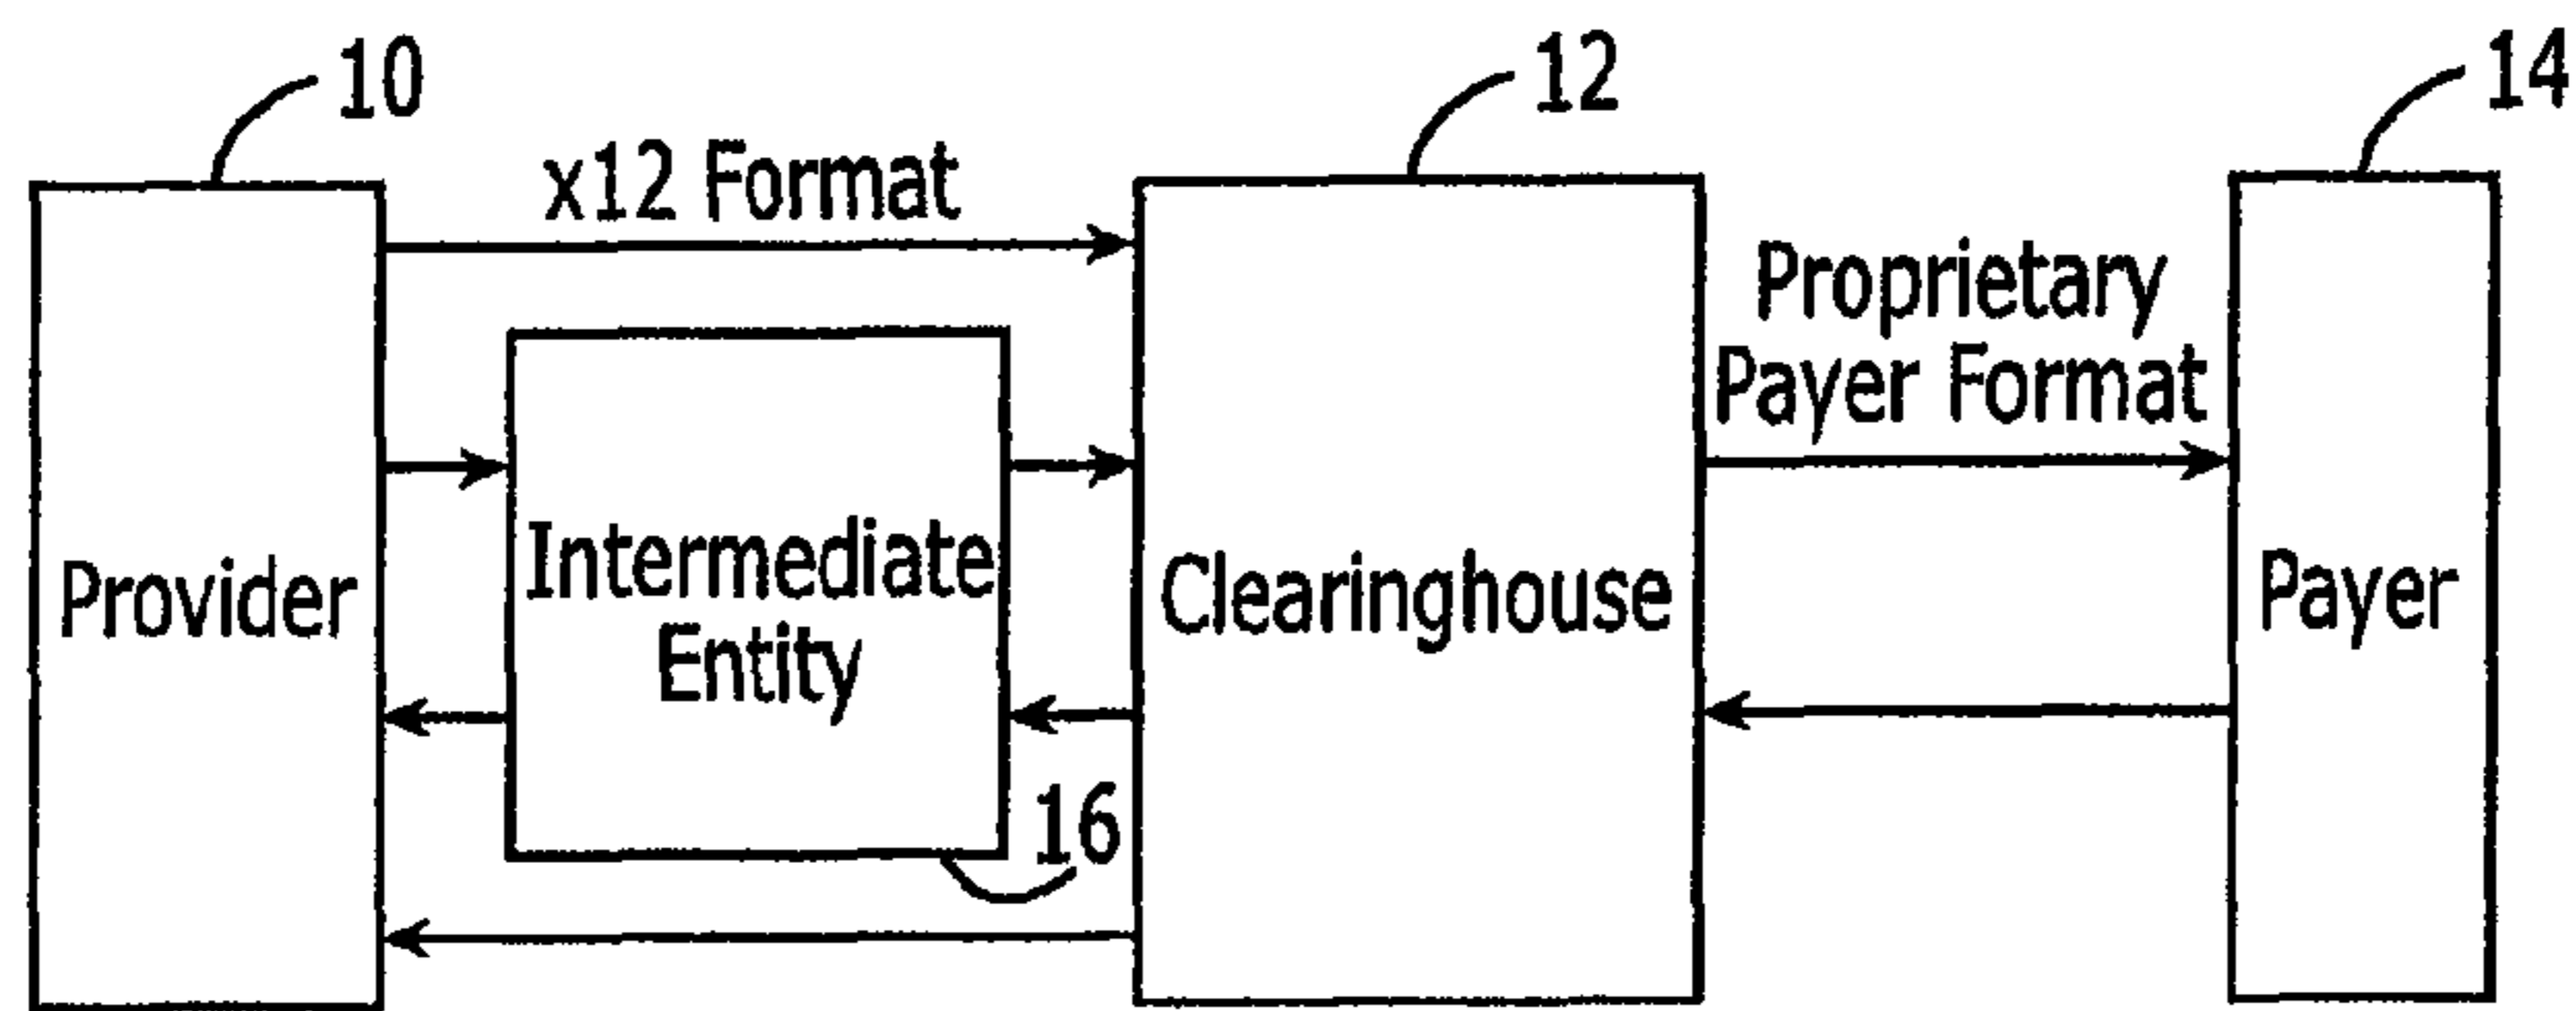 10
12
14
x12 Format
Proprietary
Payer Format
Provider
Intermediate
Entity
Clearinghouse
Payer
16